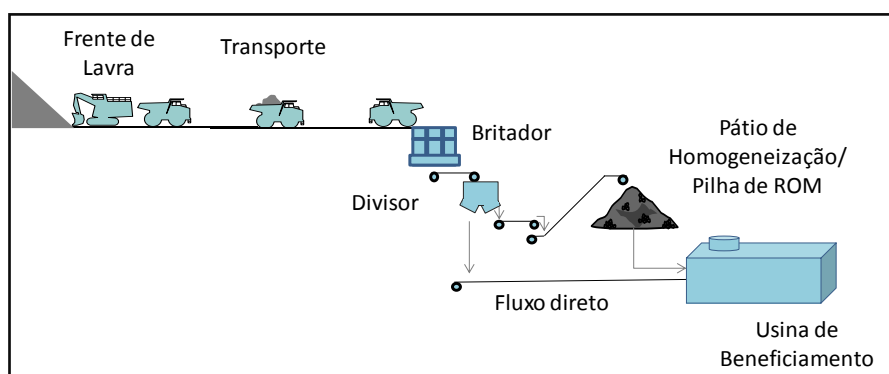 Frente de
Lavra
Transporte
Britador
Pátio de
Homogeneização/
Pilha de ROM
Divisor
Fluxo direto
Usina de
Beneficiamento